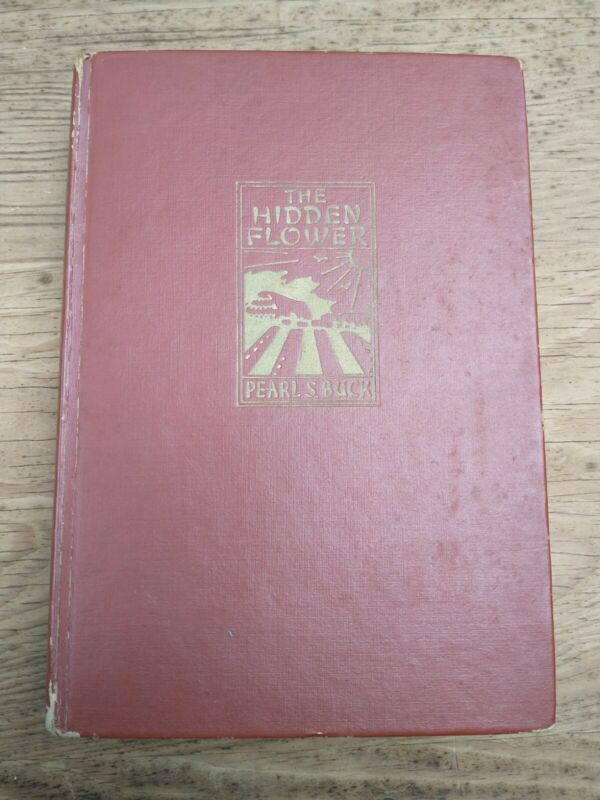 THE
HIDDEN
FLOWER
PEARL S. BUCK